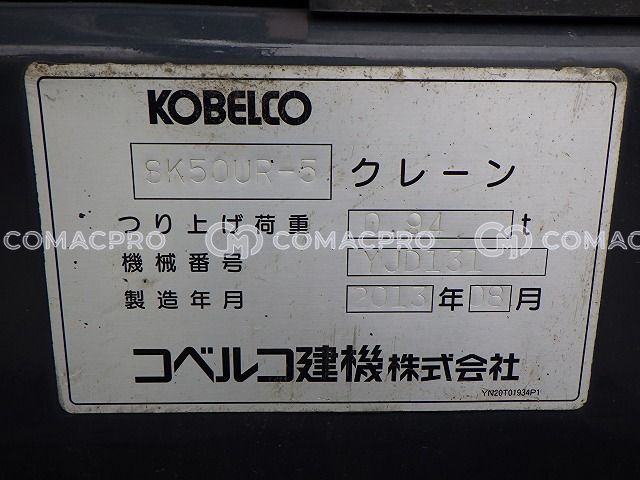 KOBELCO
SK50UR-5 クレーン
つり上げ荷重 0.94 t
COMACPRO COMACPRO COMACPRO
機械番号 YJD131
製造年月 2013年08月
コベルコ建機株式会社
YN20T01934P1